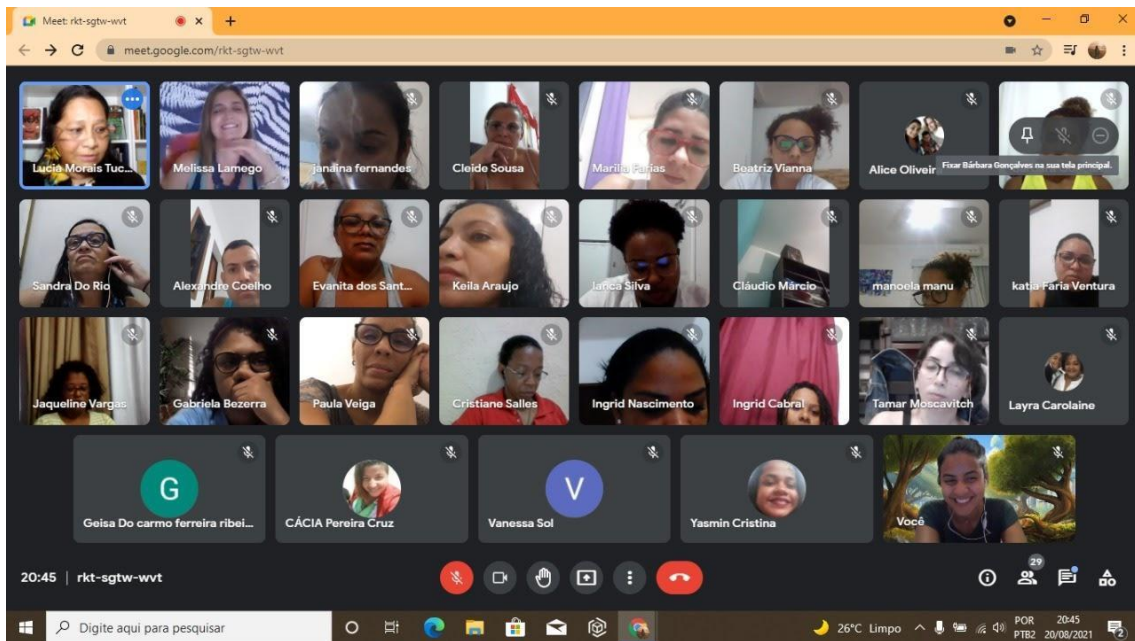 Meet: rkt-sgtw-wvt
meet.google.com/rkt-sgtw-wvt
Lucia Morais Tuc...
Melissa Lamego
janaina fernandes
Cleide Sousa
Marilia Farias
Beatriz Vianna
Alice Oliveir
Fixar Bárbara Gonçalves na sua tela principal.
Sandra Do Rio
Alexandre Coelho
Evanita dos Sant...
Keila Araujo
Ianca Silva
Cláudio Márcio
manoela manu
katia Faria Ventura
Jaqueline Vargas
Gabriela Bezerra
Paula Veiga
Cristiane Salles
Ingrid Nascimento
Ingrid Cabral
Tamar Moscavitch
Layra Carolaine
G
Geisa Do carmo ferreira ribei...
CÁCIA Pereira Cruz
V
Vanessa Sol
Yasmin Cristina
Você
20:45 | rkt-sgtw-wvt
29
Digite aqui para pesquisar
26°C Limpo
POR
PTB2
20:45
20/08/2021
2